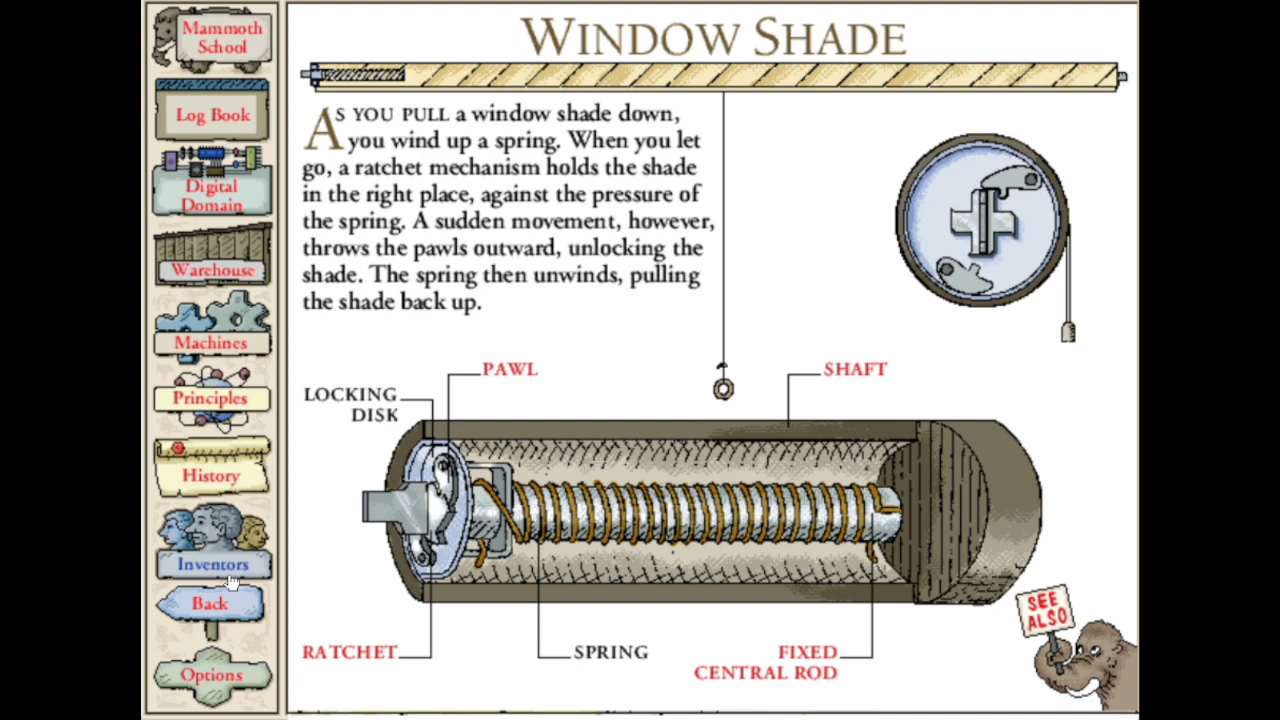 Mammoth
School
Log Book
Digital
Domain
Warehouse
Machines
Principles
History
Inventors
Back
Options
WINDOW SHADE
AS YOU PULL a window shade down,
you wind up a spring. When you let
go, a ratchet mechanism holds the shade
in the right place, against the pressure of
the spring. A sudden movement, however,
throws the pawls outward, unlocking the
shade. The spring then unwinds, pulling
the shade back up.
PAWL
SHAFT
LOCKING
DISK
RATCHET
SPRING
FIXED
CENTRAL ROD
SEE
ALSO